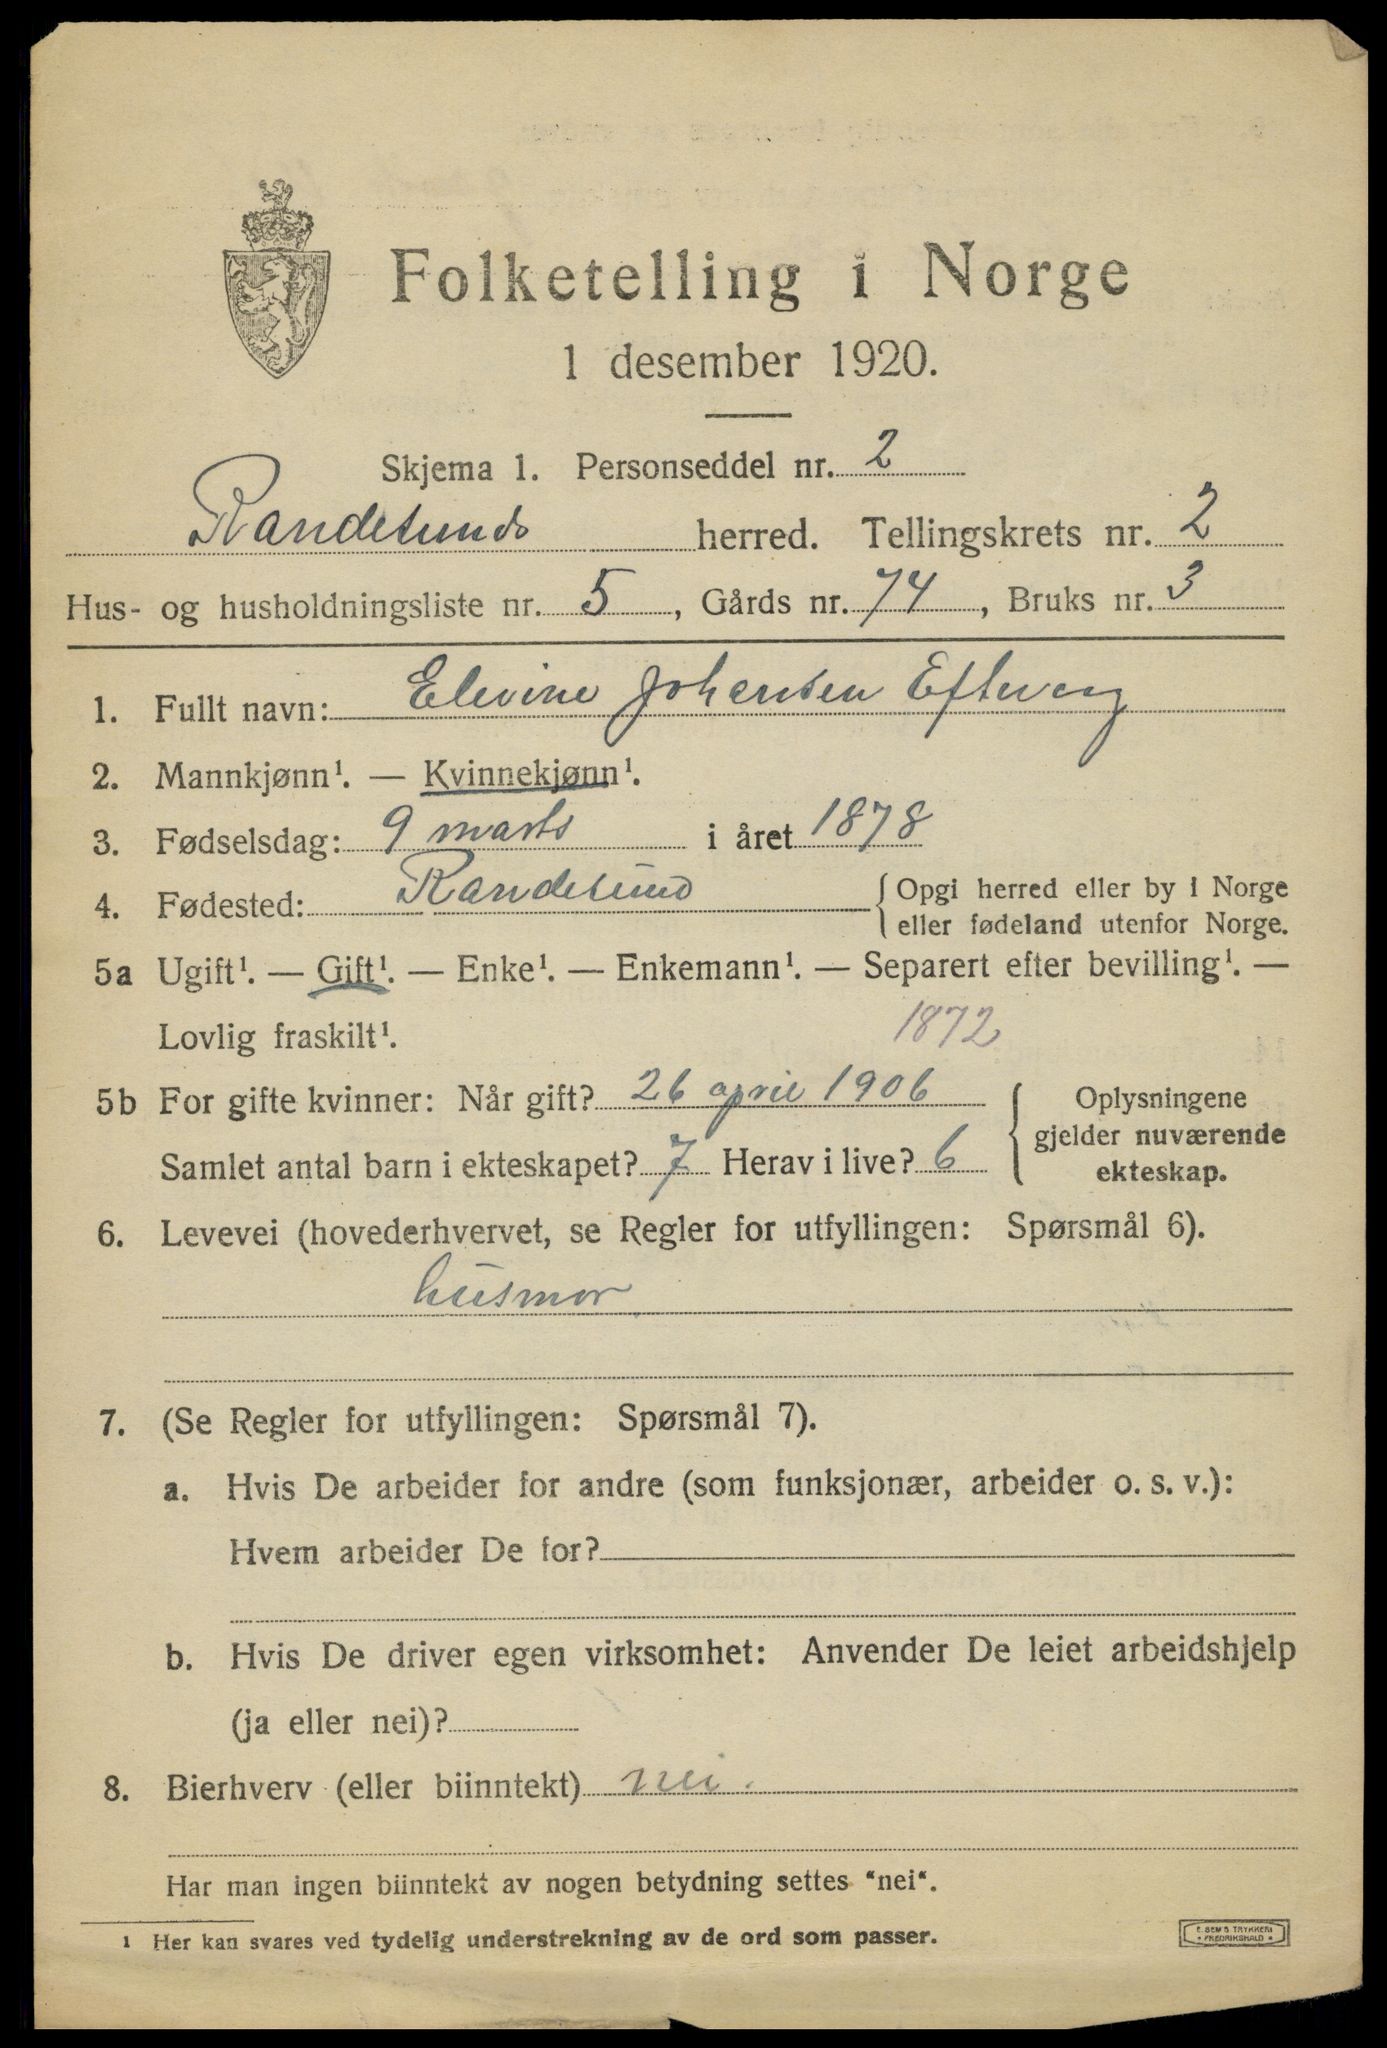 Folketelling i Norge
1 desember 1920.
Skjema 1. Personseddel nr. 2
Randesunds herred. Tellingskrets nr. 2
Hus- og husholdningsliste nr. 5, Gårds nr. 74, Bruks nr. 3
1. Fullt navn: Elevine Johansen Eftevaag
2. Mannkjønn¹. — Kvinnekjønn¹.
3. Fødselsdag: 9 marts i året 1878
4. Fødested: Randesund { Opgi herred eller by i Norge
eller fødeland utenfor Norge.
5a Ugift¹. — Gift¹. — Enke¹. — Enkemann¹. — Separert efter bevilling¹. —
Lovlig fraskilt¹. 1872
5b For gifte kvinner: Når gift? 26 april 1906 { Oplysningene
gjelder nuværende
Samlet antal barn i ekteskapet? 7 Herav i live? 6 ekteskap.
6. Levevei (hovederhvervet, se Regler for utfyllingen: Spørsmål 6).
husmor
7. (Se Regler for utfyllingen: Spørsmål 7).
a. Hvis De arbeider for andre (som funksjonær, arbeider o. s. v.):
Hvem arbeider De for?
b. Hvis De driver egen virksomhet: Anvender De leiet arbeidshjelp
(ja eller nei)?
8. Bierhverv (eller biinntekt) nei.
Har man ingen biinntekt av nogen betydning settes "nei".
1 Her kan svares ved tydelig understrekning av de ord som passer.
E. SEM'S TRYKKERI
• FREDRIKSHALD •